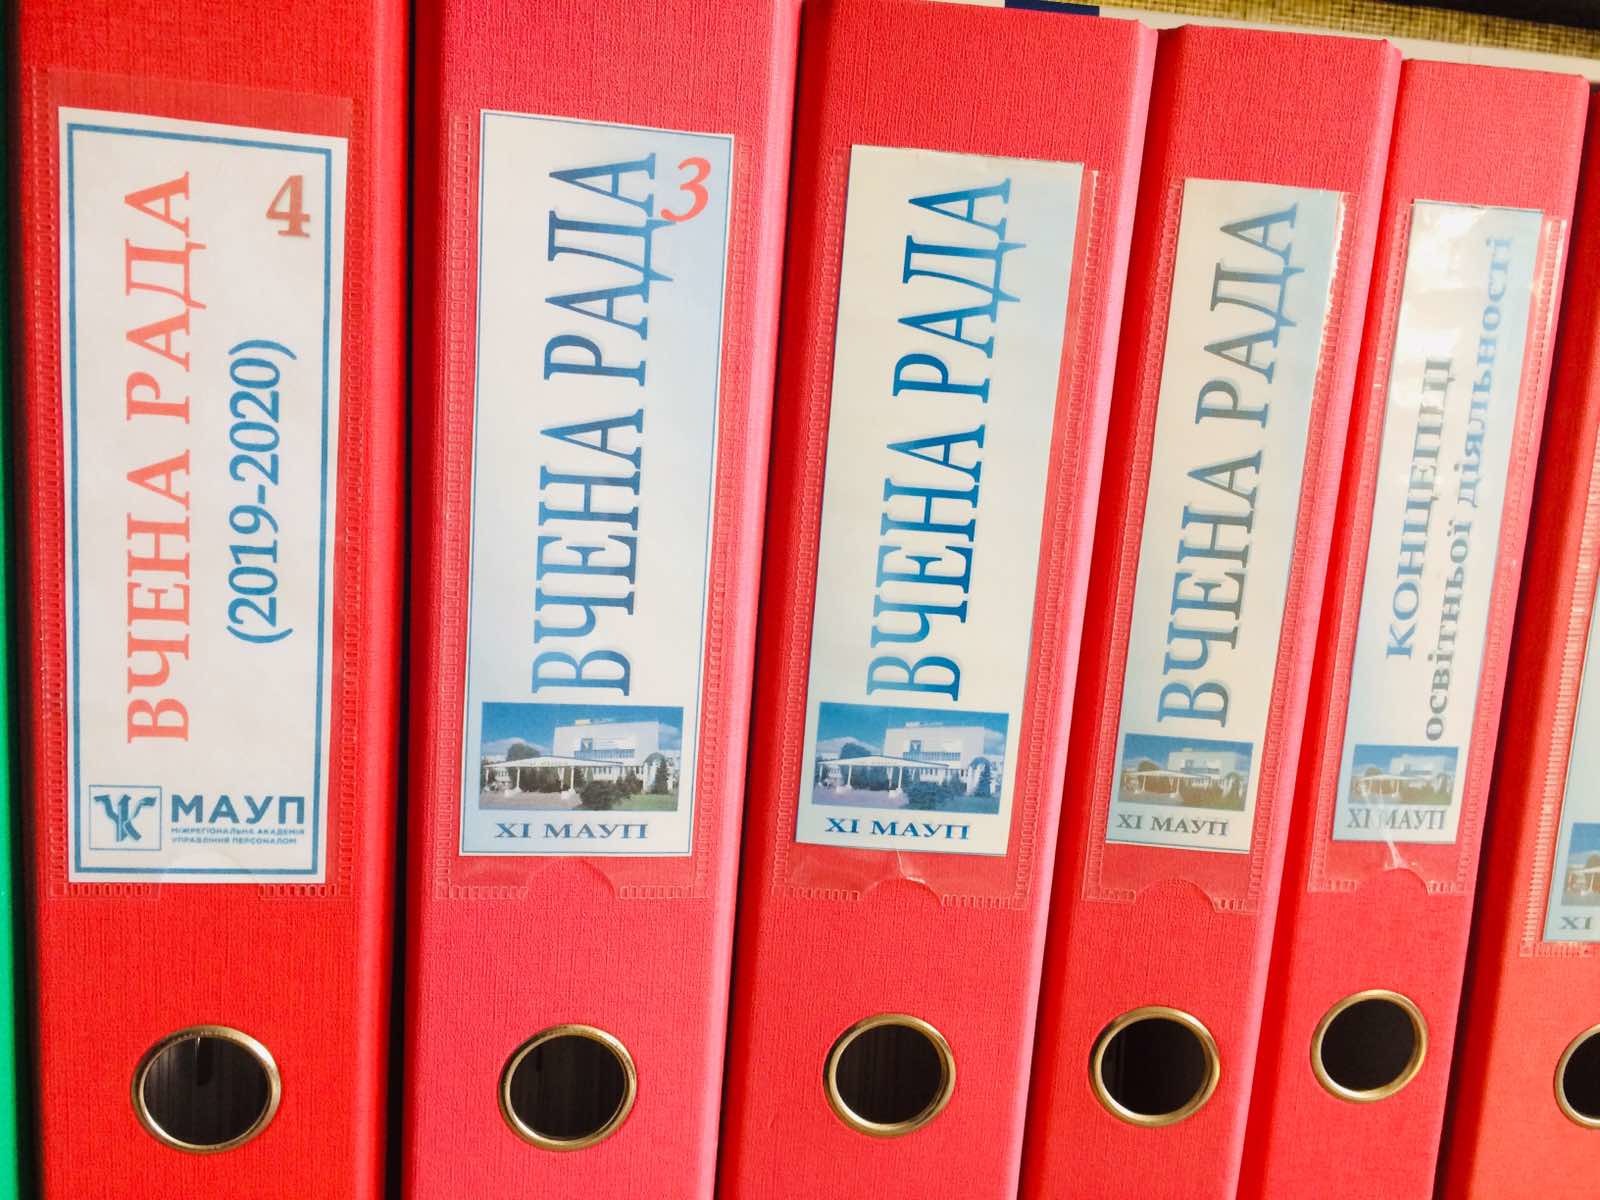 4
ВЧЕНА РАДА
(2019-2020)
МАУП
МІЖРЕГІОНАЛЬНА АКАДЕМІЯ
УПРАВЛІННЯ ПЕРСОНАЛОМ
3
ВЧЕНА РАДА
ХІ МАУП
ВЧЕНА РАДА
ХІ МАУП
ВЧЕНА РАДА
ХІ МАУП
КОНЦЕПЦІЇ
освітньої діяльності
ХІ МАУП
ХІ